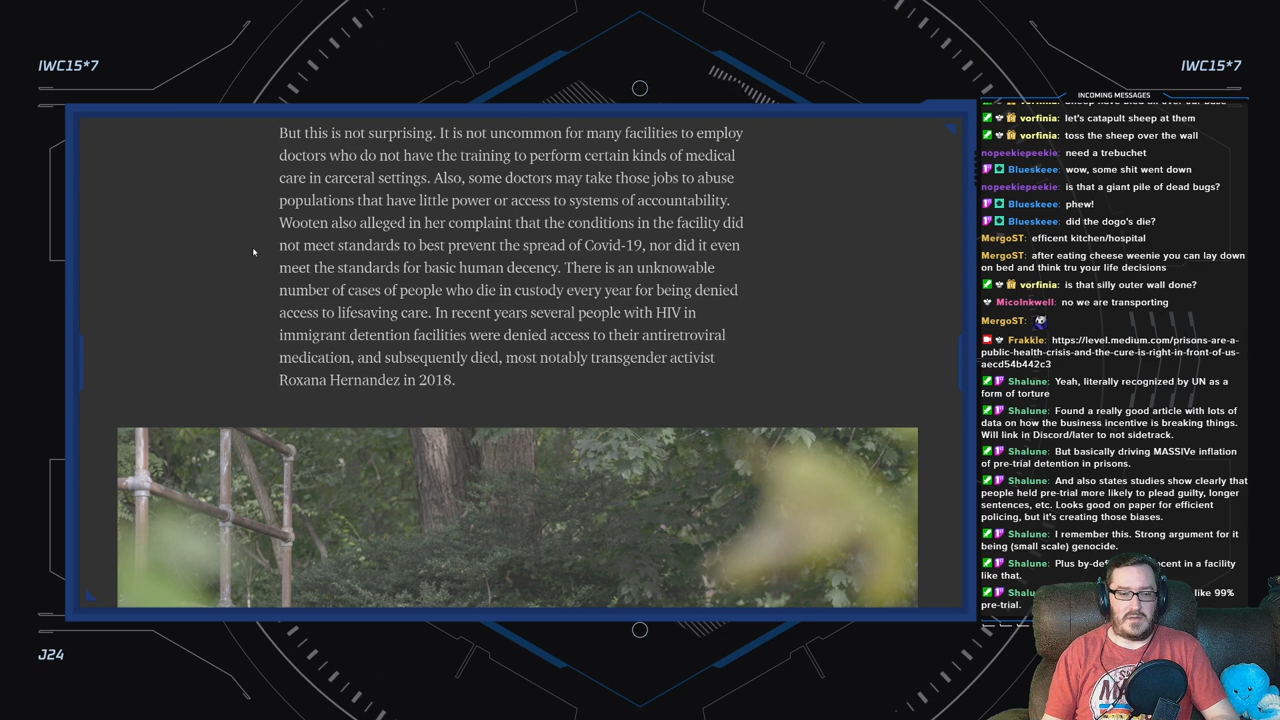 IWC15*7
IWC15*7
But this is not surprising. It is not uncommon for many facilities to employ
doctors who do not have the training to perform certain kinds of medical
care in carceral settings. Also, some doctors may take those jobs to abuse
populations that have little power or access to systems of accountability.
Wooten also alleged in her complaint that the conditions in the facility did
not meet standards to best prevent the spread of Covid-19, nor did it even
meet the standards for basic human decency. There is an unknowable
number of cases of people who die in custody every year for being denied
access to lifesaving care. In recent years several people with HIV in
immigrant detention facilities were denied access to their antiretroviral
medication, and subsequently died, most notably transgender activist
Roxana Hernandez in 2018.
INCOMING MESSAGES
vorfinia: let's catapult sheep at them
vorfinia: toss the sheep over the wall
nopeekiepeekie: need a trebuchet
Blueskeee: wow, some shit went down
nopeekiepeekie: is that a giant pile of dead bugs?
Blueskeee: phew!
Blueskeee: did the dogo's die?
MergoST: efficent kitchen/hospital
MergoST: after eating cheese weenie you can lay down
on bed and think tru your life decisions
vorfinia: is that silly outer wall done?
MicoInkwell: no we are transporting
MergoST:
Frakkle: https://level.medium.com/prisons-are-a-
public-health-crisis-and-the-cure-is-right-in-front-of-us-
aecd54b442c3
Shalune: Yeah, literally recognized by UN as a
form of torture
Shalune: Found a really good article with lots of
data on how the business incentive is breaking things.
Will link in Discord/later to not sidetrack.
Shalune: But basically driving MASSIVe inflation
of pre-trial detention in prisons.
Shalune: And also states studies show clearly that
people held pre-trial more likely to plead guilty, longer
sentences, etc. Looks good on paper for efficient
policing, but it's creating those biases.
Shalune: I remember this. Strong argument for it
being (small scale) genocide.
Shalune: Plus by-def in a facility
like that.
like 99%
pre-trial.
J24